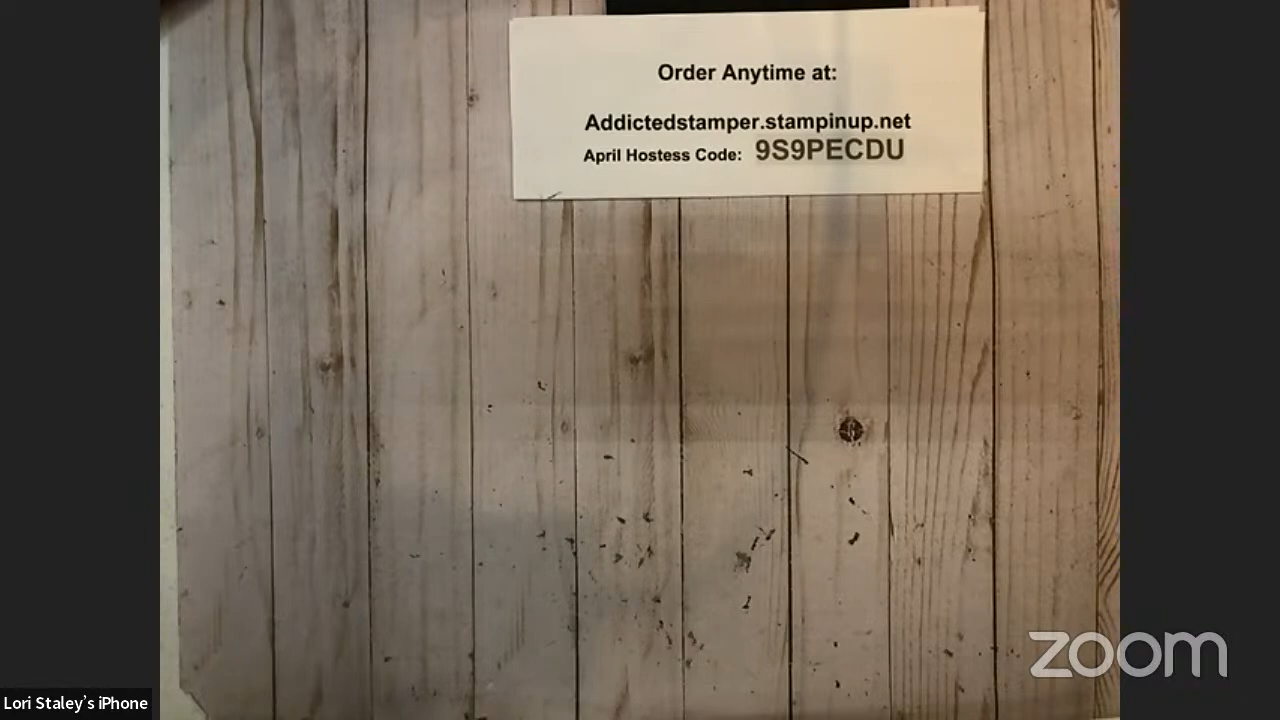 Order Anytime at:
Addictedstamper.stampinup.net
April Hostess Code: 9S9PECDU
zoom
Lori Staley's iPhone